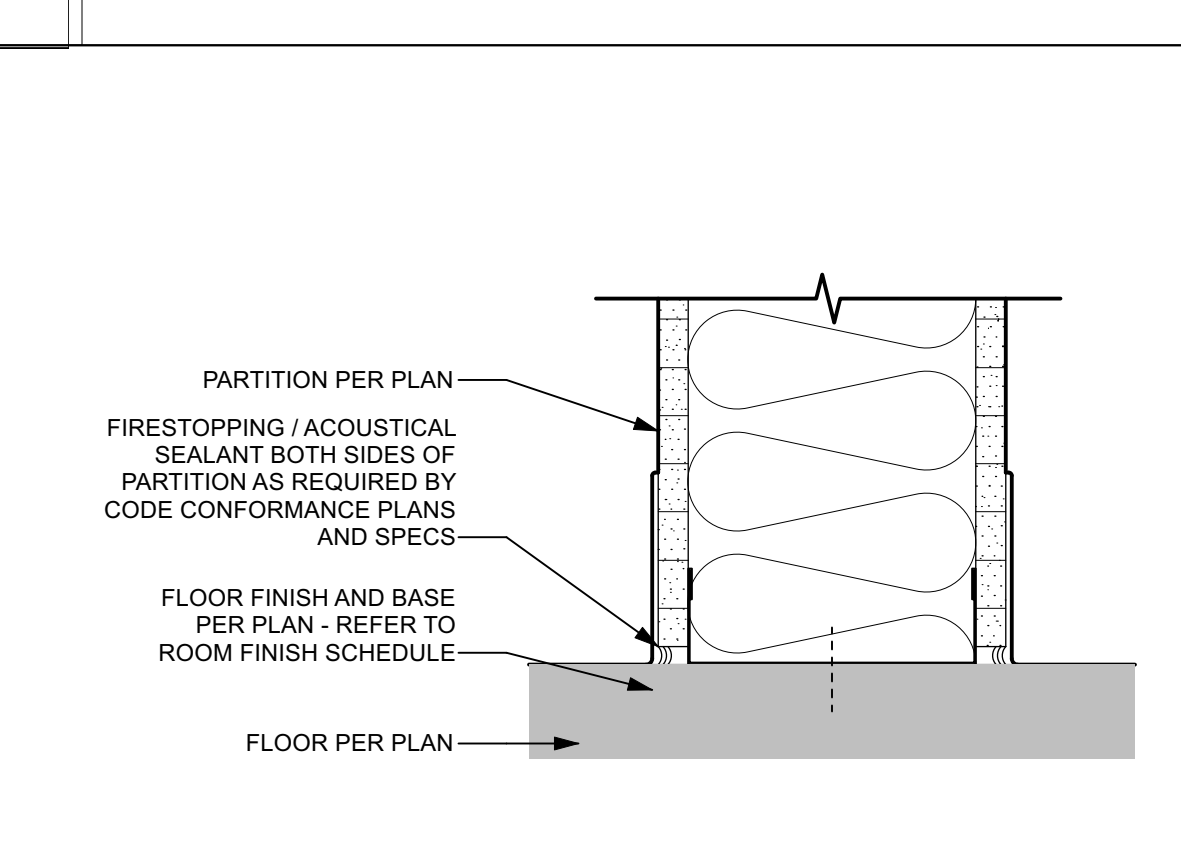 PARTITION PER PLAN
FIRESTOPPING / ACOUSTICAL
SEALANT BOTH SIDES OF
PARTITION AS REQUIRED BY
CODE CONFORMANCE PLANS
AND SPECS
FLOOR FINISH AND BASE
PER PLAN - REFER TO
ROOM FINISH SCHEDULE
FLOOR PER PLAN